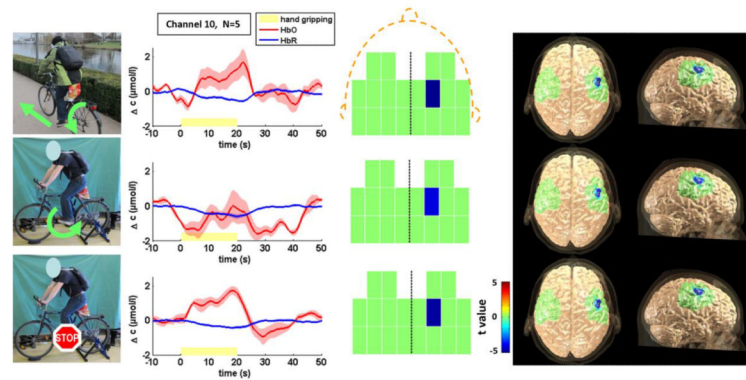 Channel 10, N=5
hand gripping
HbO
HbR
Δ c (μmol/l)
2
0
-2
-10 0 10 20 30 40 50
time (s)
Δ c (μmol/l)
2
0
-2
-10 0 10 20 30 40 50
time (s)
STOP
Δ c (μmol/l)
2
0
-2
-10 0 10 20 30 40 50
time (s)
5
0
-5
t value